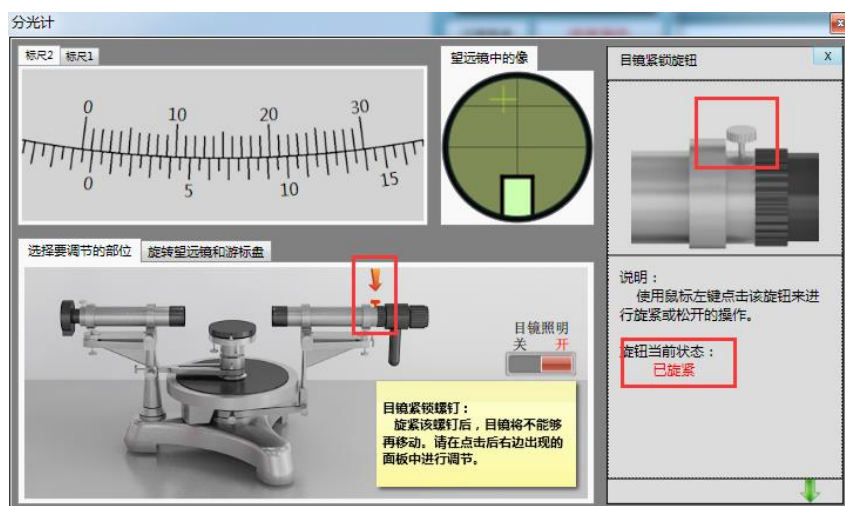 分光计
标尺2 标尺1
0 10 20 30
0 5 10 15
望远镜中的像
目镜紧锁旋钮
X
说明：
使用鼠标左键点击该旋钮来进
行旋紧或松开的操作。
旋钮当前状态：
已旋紧
选择要调节的部位 旋转望远镜和游标盘
目镜照明
关 开
目镜紧锁螺钉：
旋紧该螺钉后，目镜将不能够
再移动。请在点击后右边出现的
面板中进行调节。